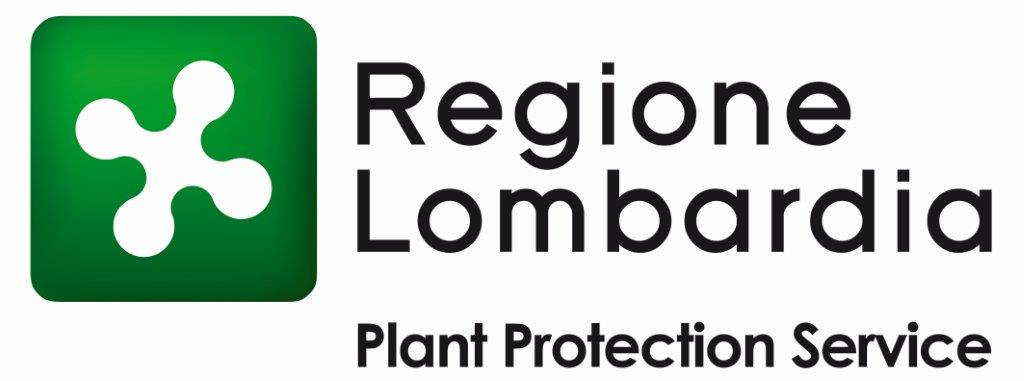 Regione
Lombardia
Plant Protection Service